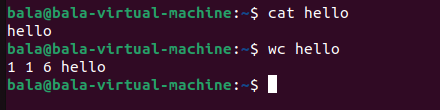 bala@bala-virtual-machine:~$ cat hello
hello
bala@bala-virtual-machine:~$ wc hello
1 1 6 hello
bala@bala-virtual-machine:~$